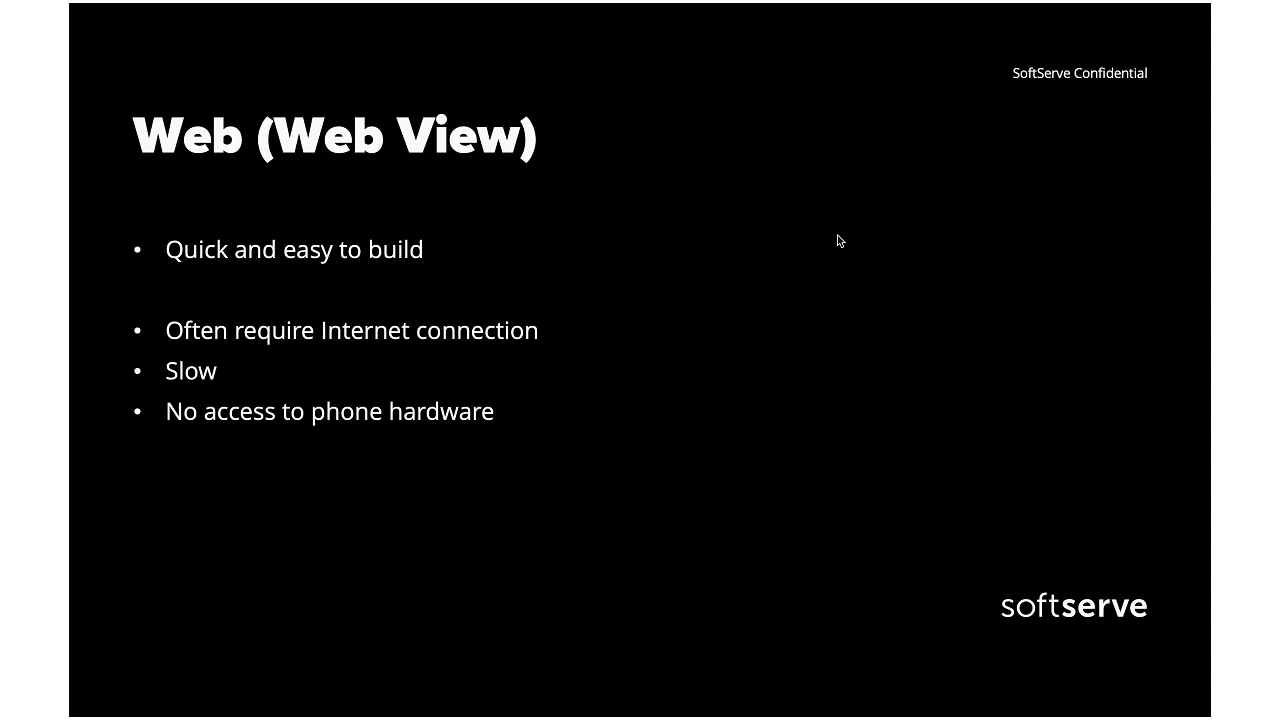 SoftServe Confidential
Web (Web View)
• Quick and easy to build
• Often require Internet connection
• Slow
• No access to phone hardware
softserve